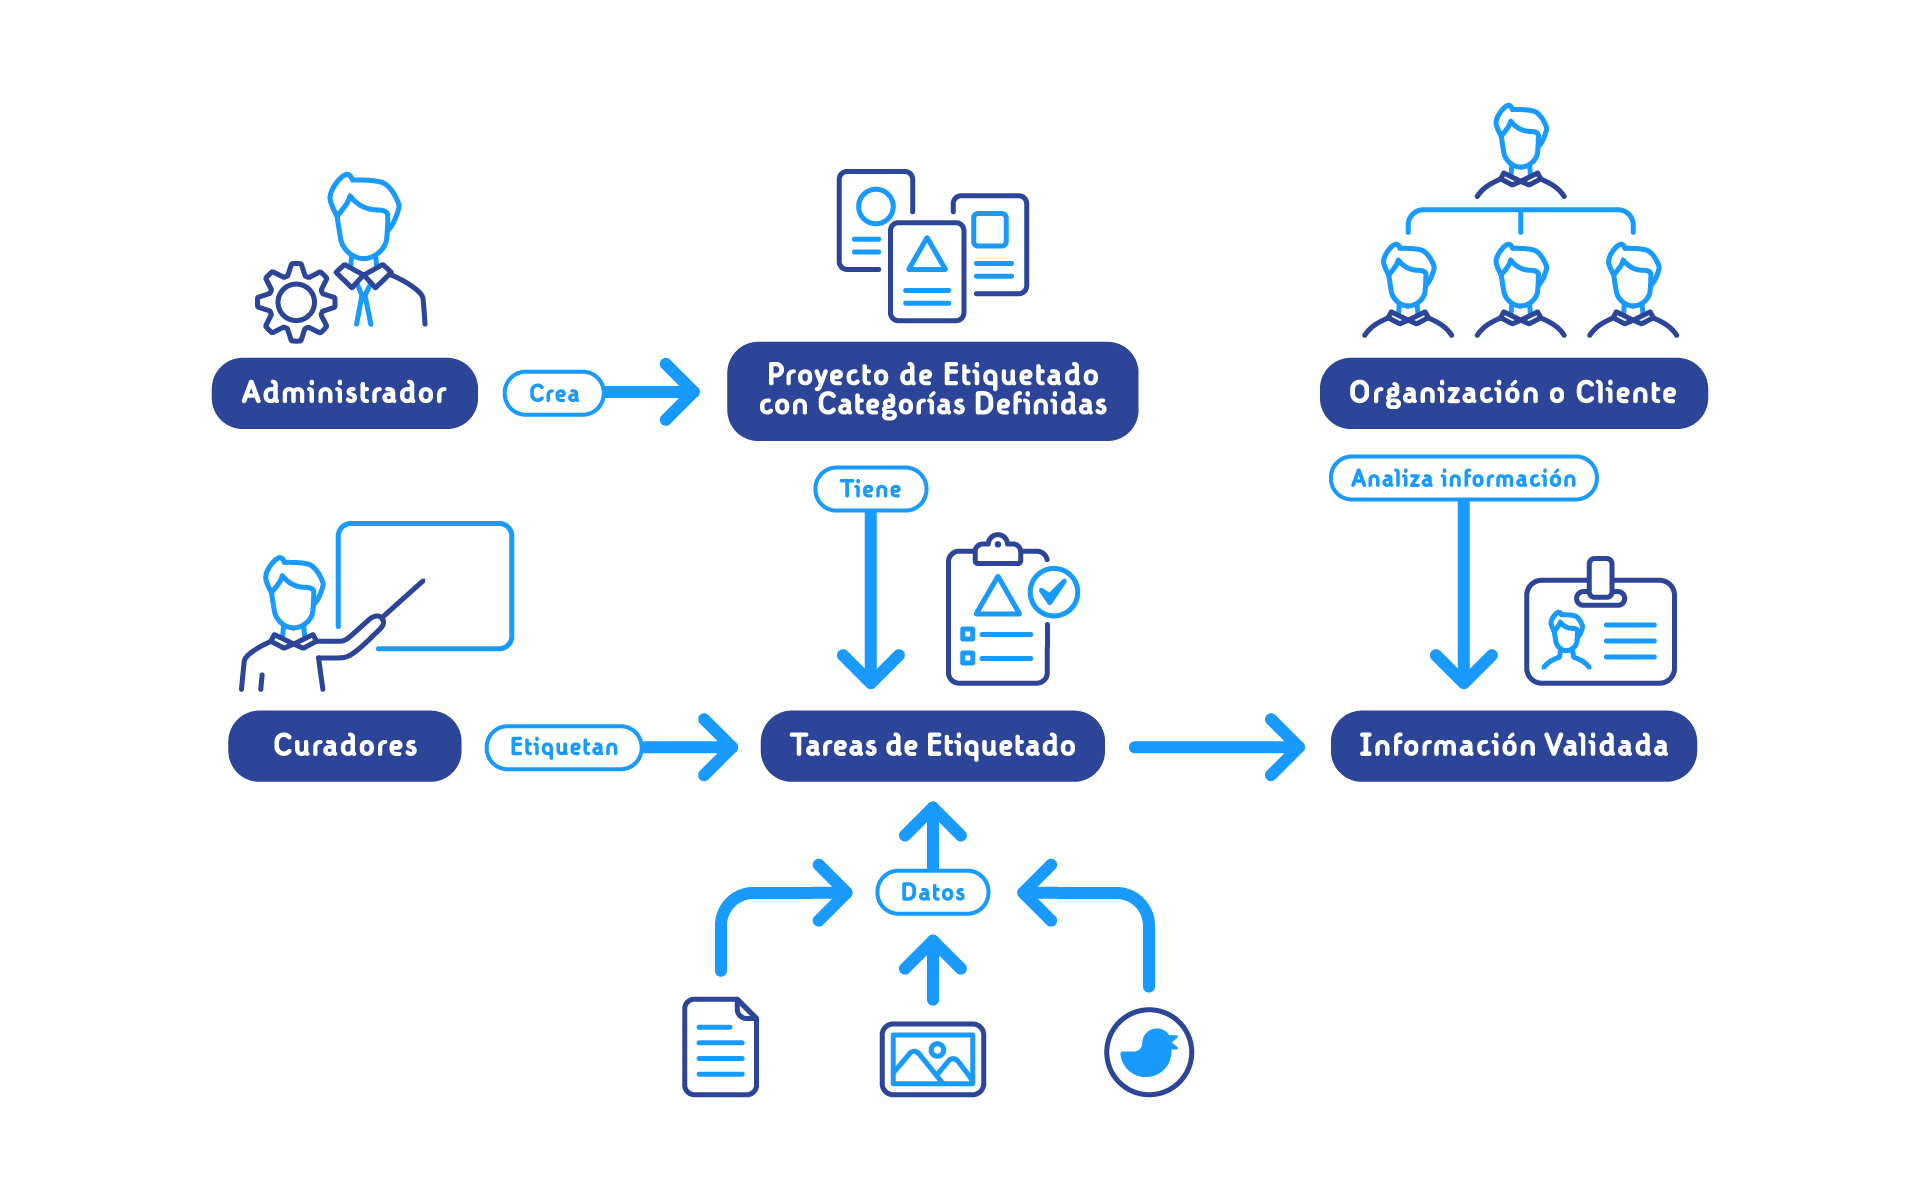 Administrador
Crea
Proyecto de Etiquetado
con Categorías Definidas
Organización o Cliente
Tiene
Analiza información
Curadores
Etiquetan
Tareas de Etiquetado
Información Validada
Datos